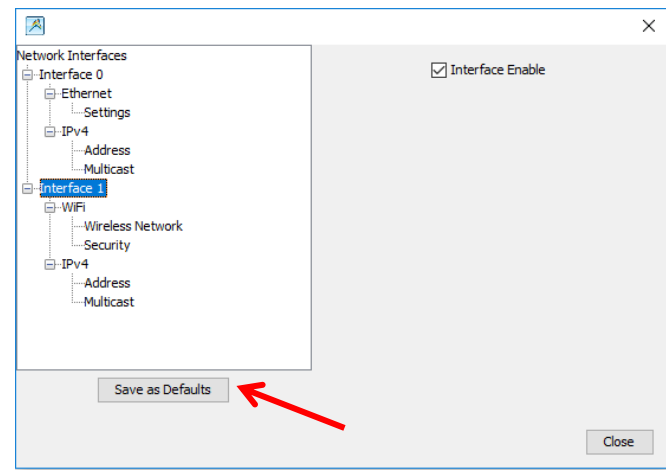 Network Interfaces
Interface 0
Ethernet
Settings
IPv4
Address
Multicast
Interface 1
WiFi
Wireless Network
Security
IPv4
Address
Multicast
Interface Enable
Save as Defaults
Close